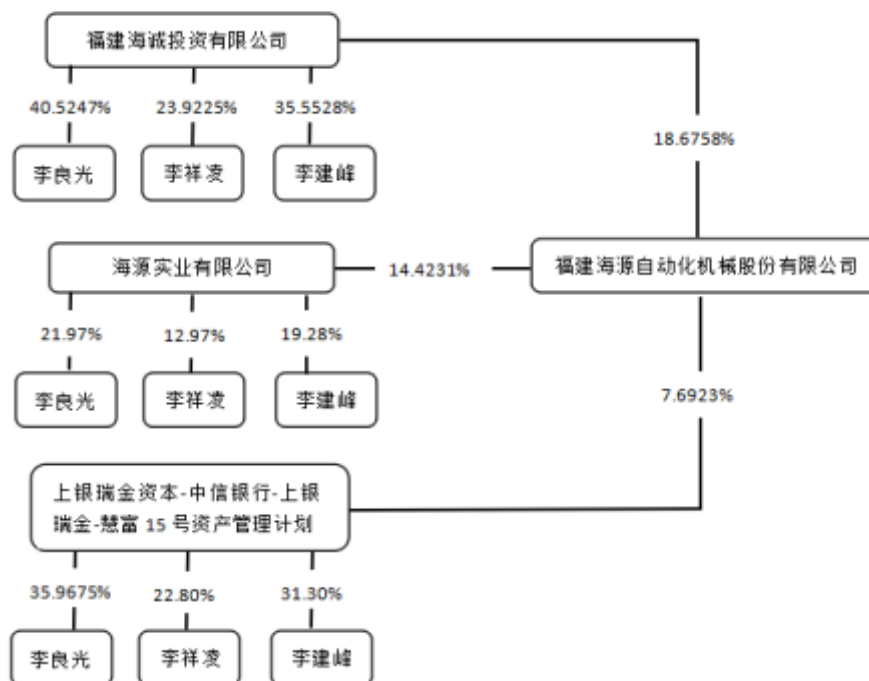 福建海诚投资有限公司
40.5247%
23.9225%
35.5528%
18.6758%
李良光
李祥凌
李建峰
海源实业有限公司
14.4231%
福建海源自动化机械股份有限公司
21.97%
12.97%
19.28%
李良光
李祥凌
李建峰
7.6923%
上银瑞金资本-中信银行-上银
瑞金-慧富 15 号资产管理计划
35.9675%
22.80%
31.30%
李良光
李祥凌
李建峰